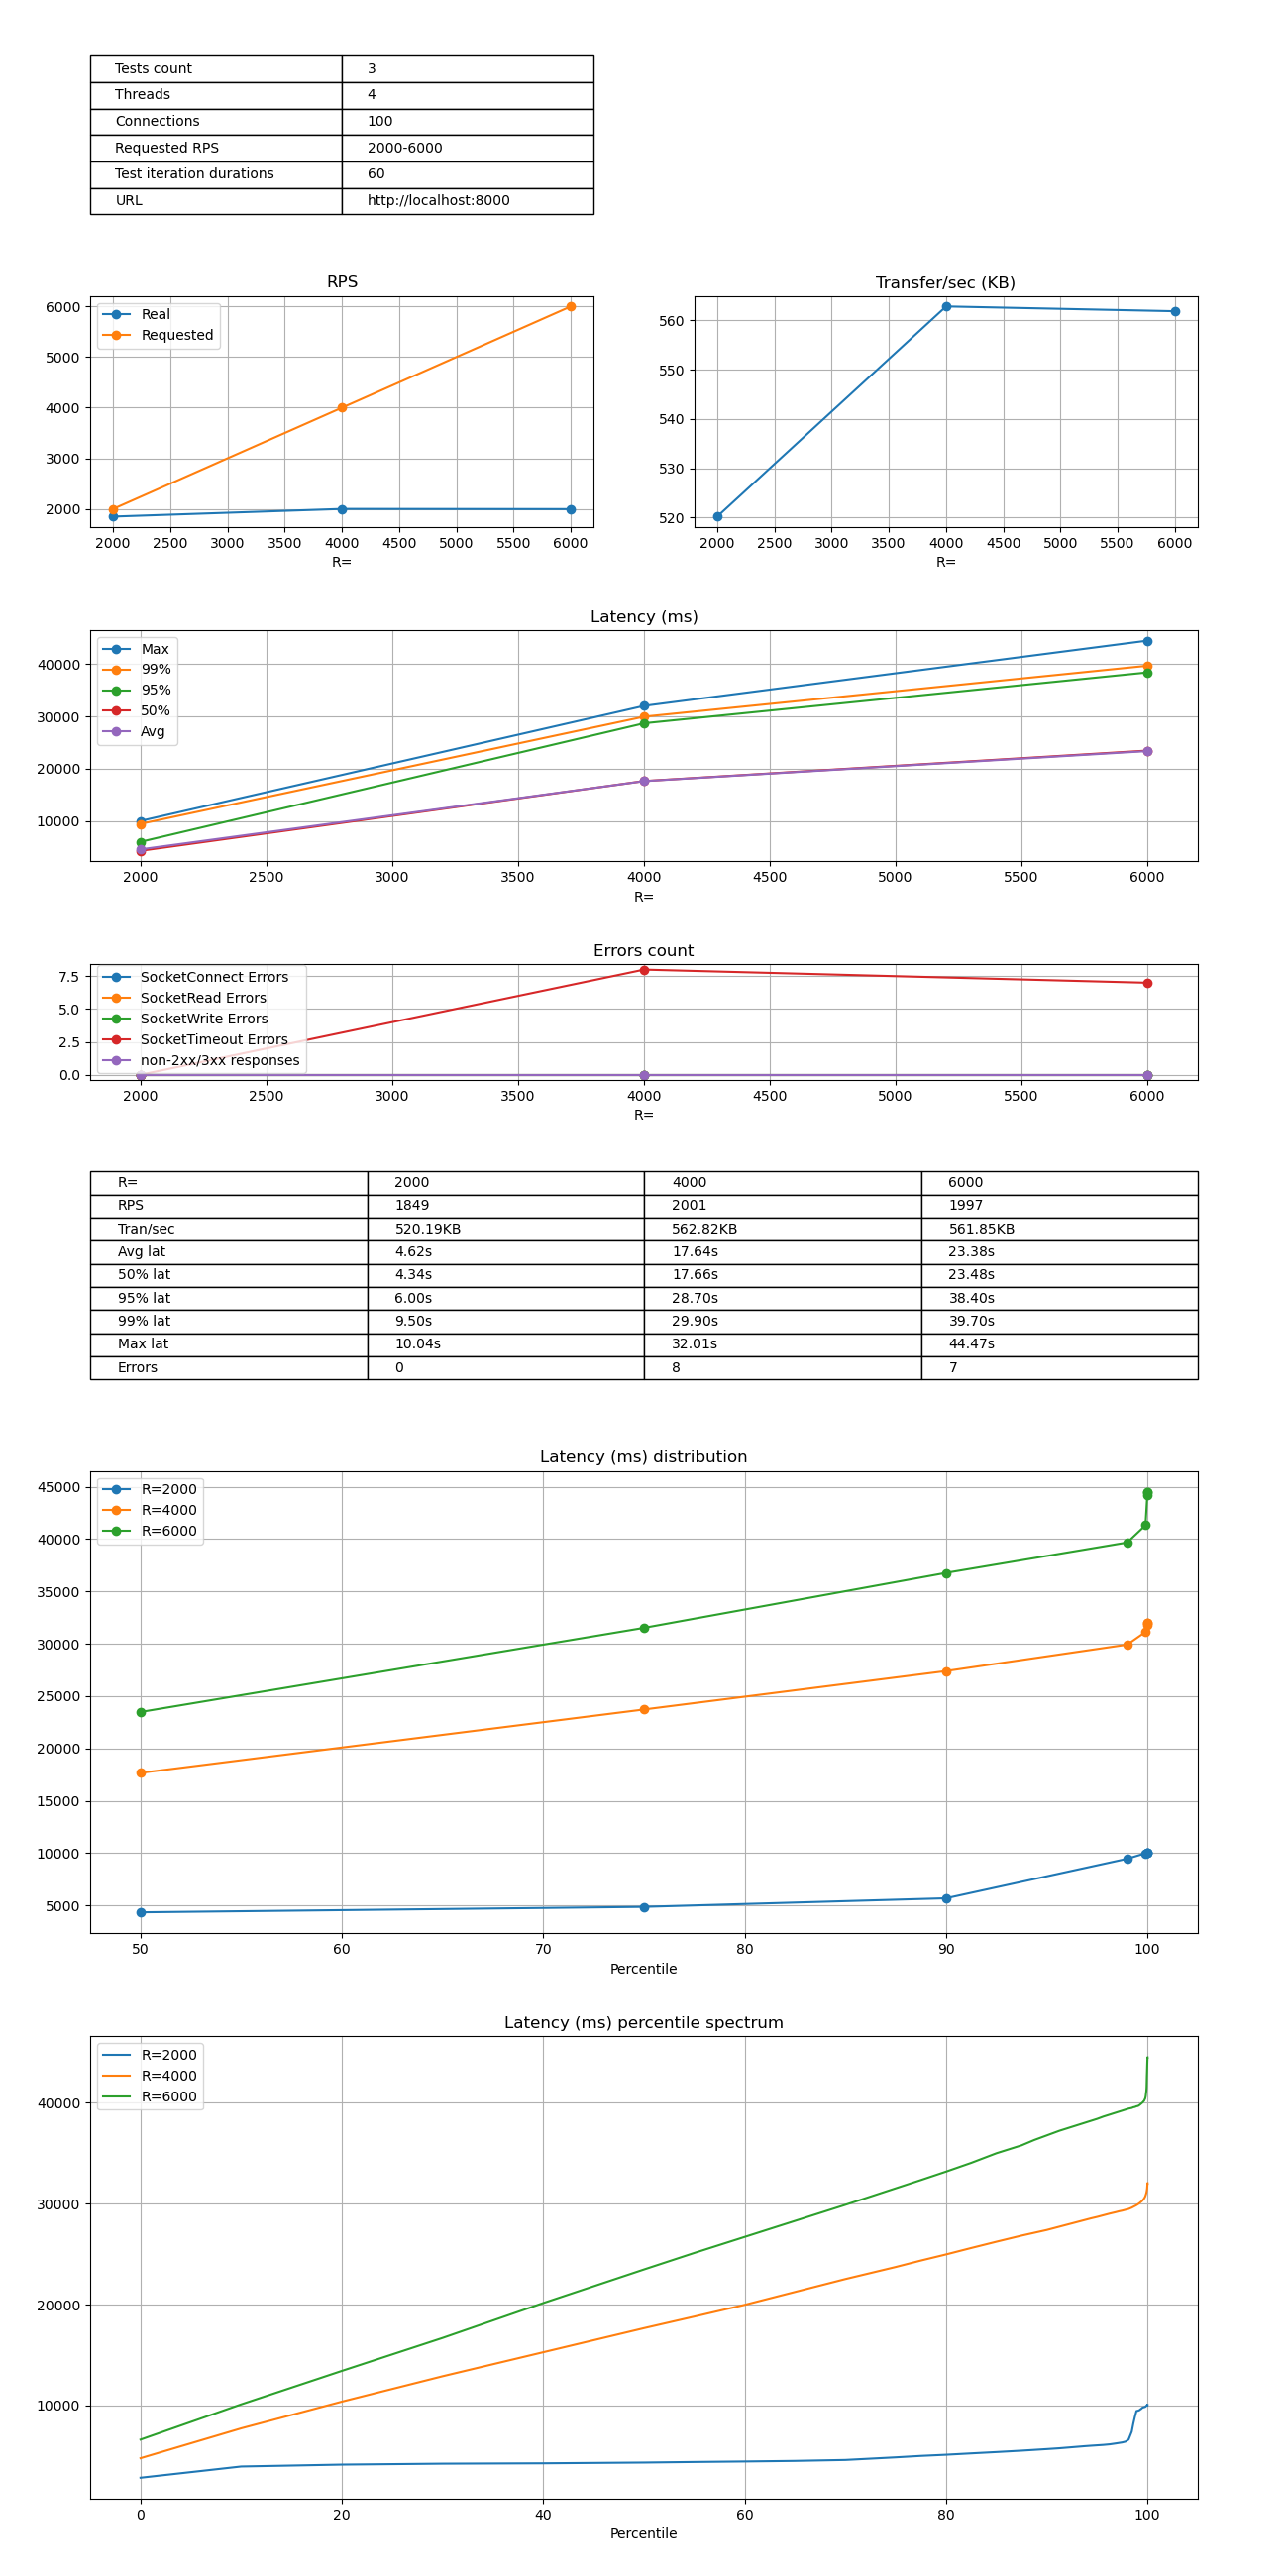 Tests count 3
Threads 4
Connections 100
Requested RPS 2000-6000
Test iteration durations 60
URL http://localhost:8000
RPS
Real
Requested
6000
5000
4000
3000
2000
2000 2500 3000 3500 4000 4500 5000 5500 6000
R=
Transfer/sec (KB)
560
550
540
530
520
2000 2500 3000 3500 4000 4500 5000 5500 6000
R=
Latency (ms)
Max
99%
95%
50%
Avg
40000
30000
20000
10000
2000 2500 3000 3500 4000 4500 5000 5500 6000
R=
Errors count
SocketConnect Errors
SocketRead Errors
SocketWrite Errors
SocketTimeout Errors
non-2xx/3xx responses
7.5
5.0
2.5
0.0
2000 2500 3000 3500 4000 4500 5000 5500 6000
R=
R= 2000 4000 6000
RPS 1849 2001 1997
Tran/sec 520.19KB 562.82KB 561.85KB
Avg lat 4.62s 17.64s 23.38s
50% lat 4.34s 17.66s 23.48s
95% lat 6.00s 28.70s 38.40s
99% lat 9.50s 29.90s 39.70s
Max lat 10.04s 32.01s 44.47s
Errors 0 8 7
Latency (ms) distribution
R=2000
R=4000
R=6000
45000
40000
35000
30000
25000
20000
15000
10000
5000
50 60 70 80 90 100
Percentile
Latency (ms) percentile spectrum
R=2000
R=4000
R=6000
40000
30000
20000
10000
0 20 40 60 80 100
Percentile